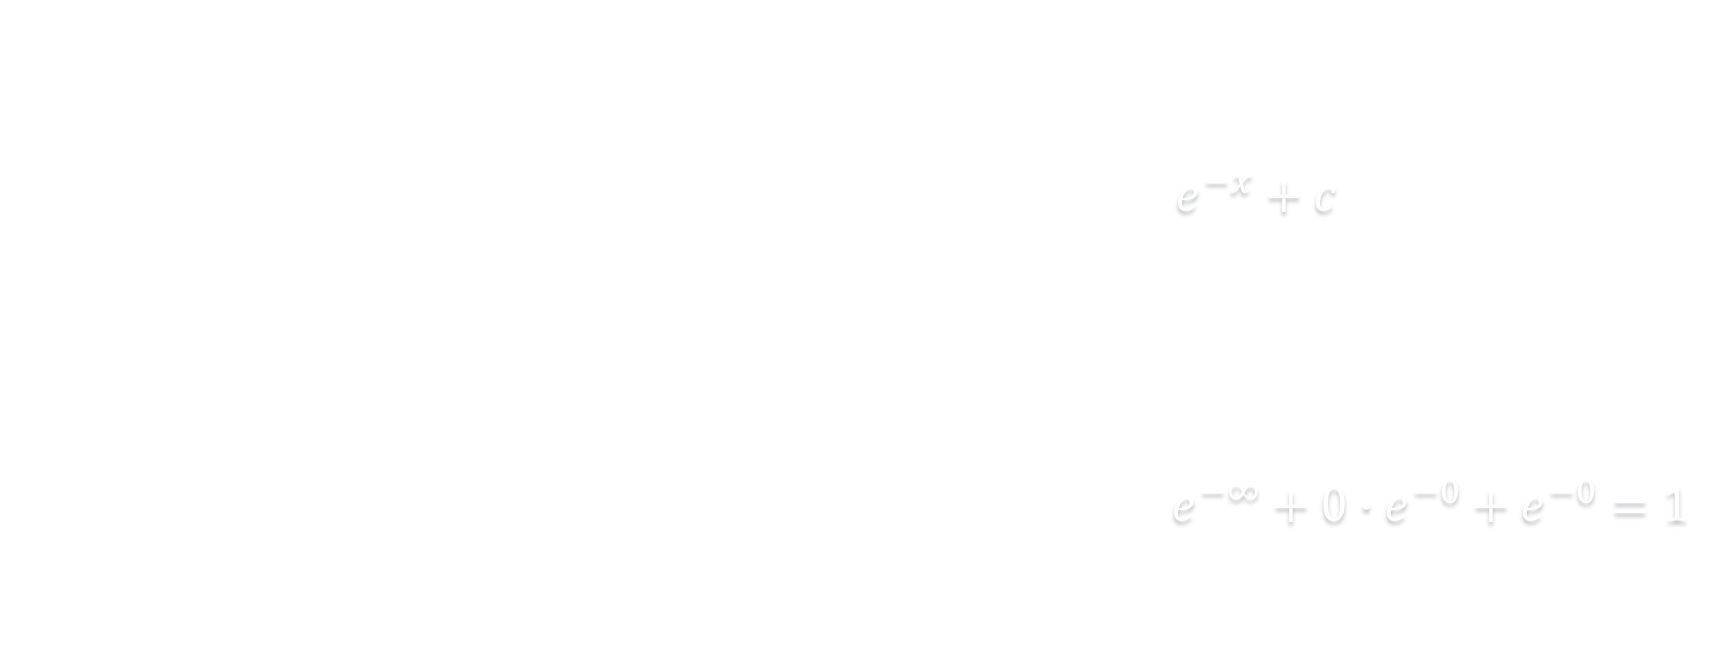 e^{-x} + c
e^{-∞} + 0 · e^{-0} + e^{-0} = 1